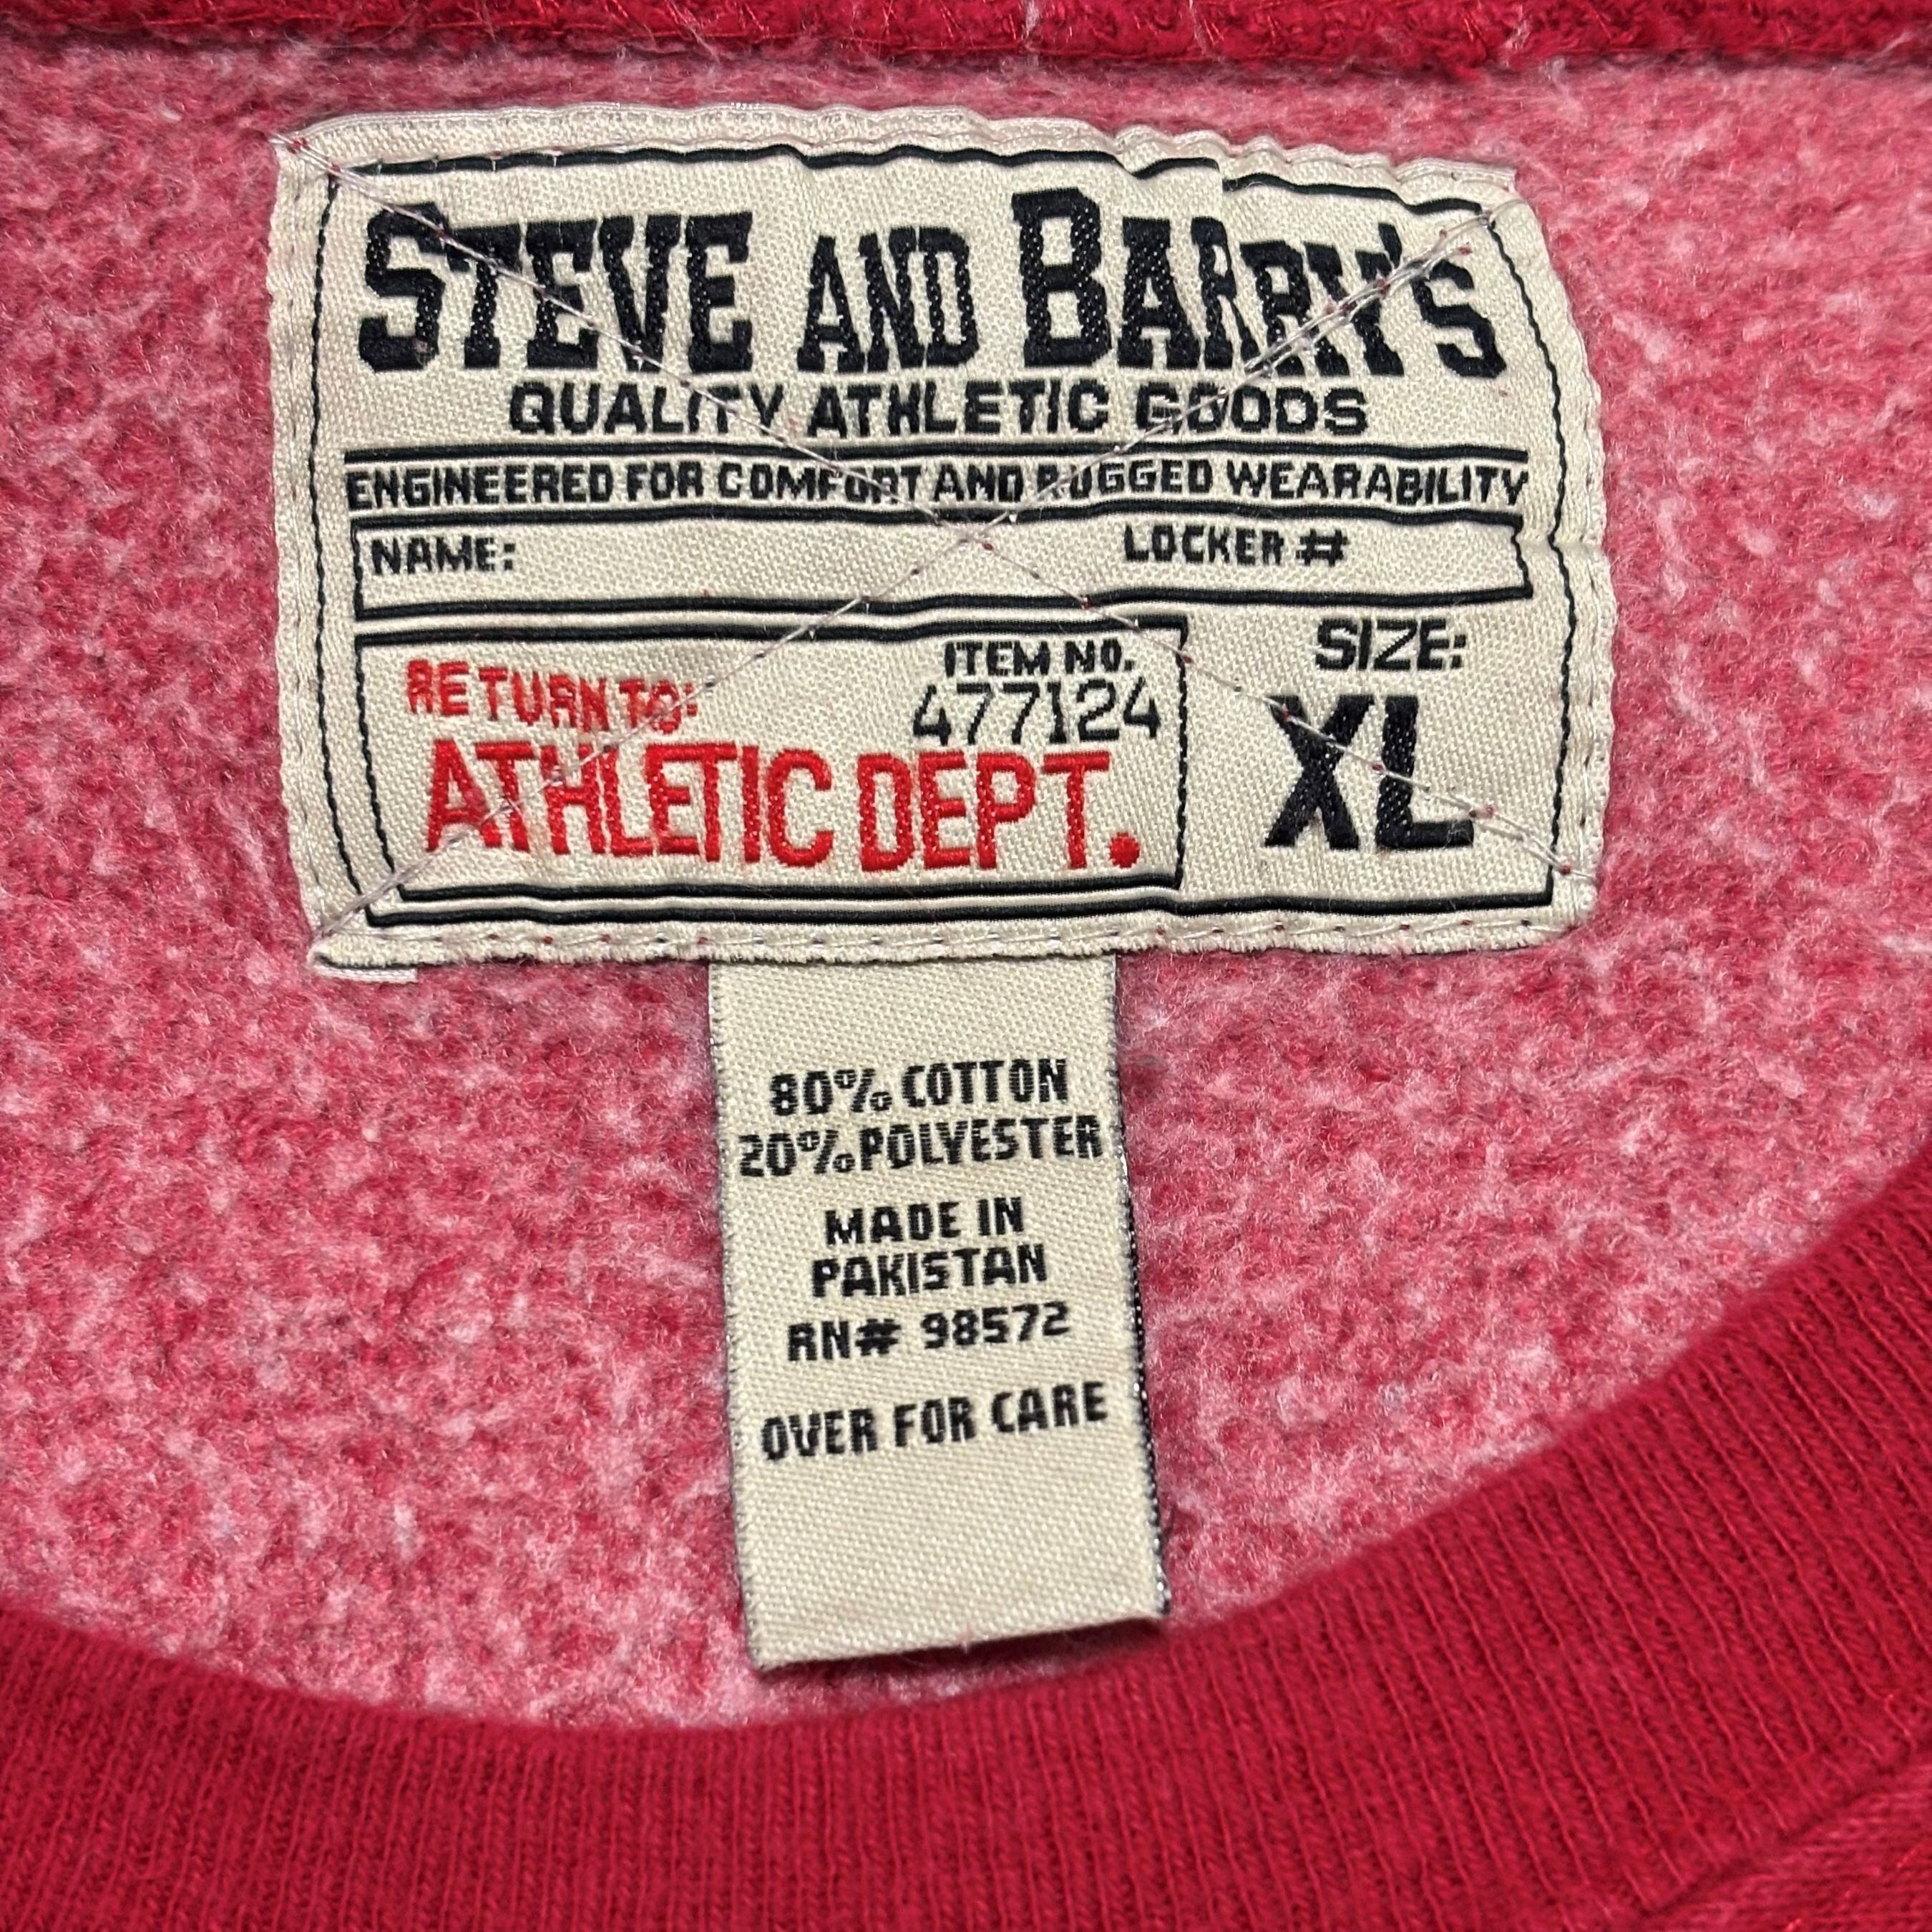 STEVE AND BARRY'S
QUALITY ATHLETIC GOODS
ENGINEERED FOR COMFORT AND RUGGED WEARABILITY
NAME: LOCKER #
RETURN TO: ITEM NO. SIZE:
477124
ATHLETIC DEPT. XL
80% COTTON
20% POLYESTER
MADE IN
PAKISTAN
RN# 98572
OVER FOR CARE